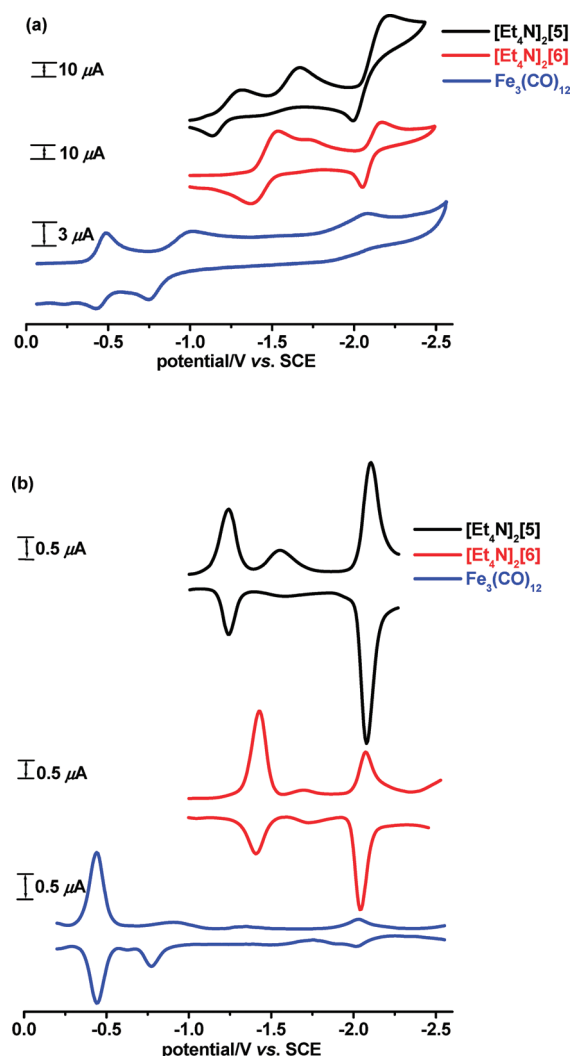 (a)
[Et₄N]₂[5]
[Et₄N]₂[6]
Fe₃(CO)₁₂
10 μA
10 μA
3 μA
0.0 -0.5 -1.0 -1.5 -2.0 -2.5
potential/V vs. SCE
(b)
[Et₄N]₂[5]
[Et₄N]₂[6]
Fe₃(CO)₁₂
0.5 μA
0.5 μA
0.5 μA
0.0 -0.5 -1.0 -1.5 -2.0 -2.5
potential/V vs. SCE